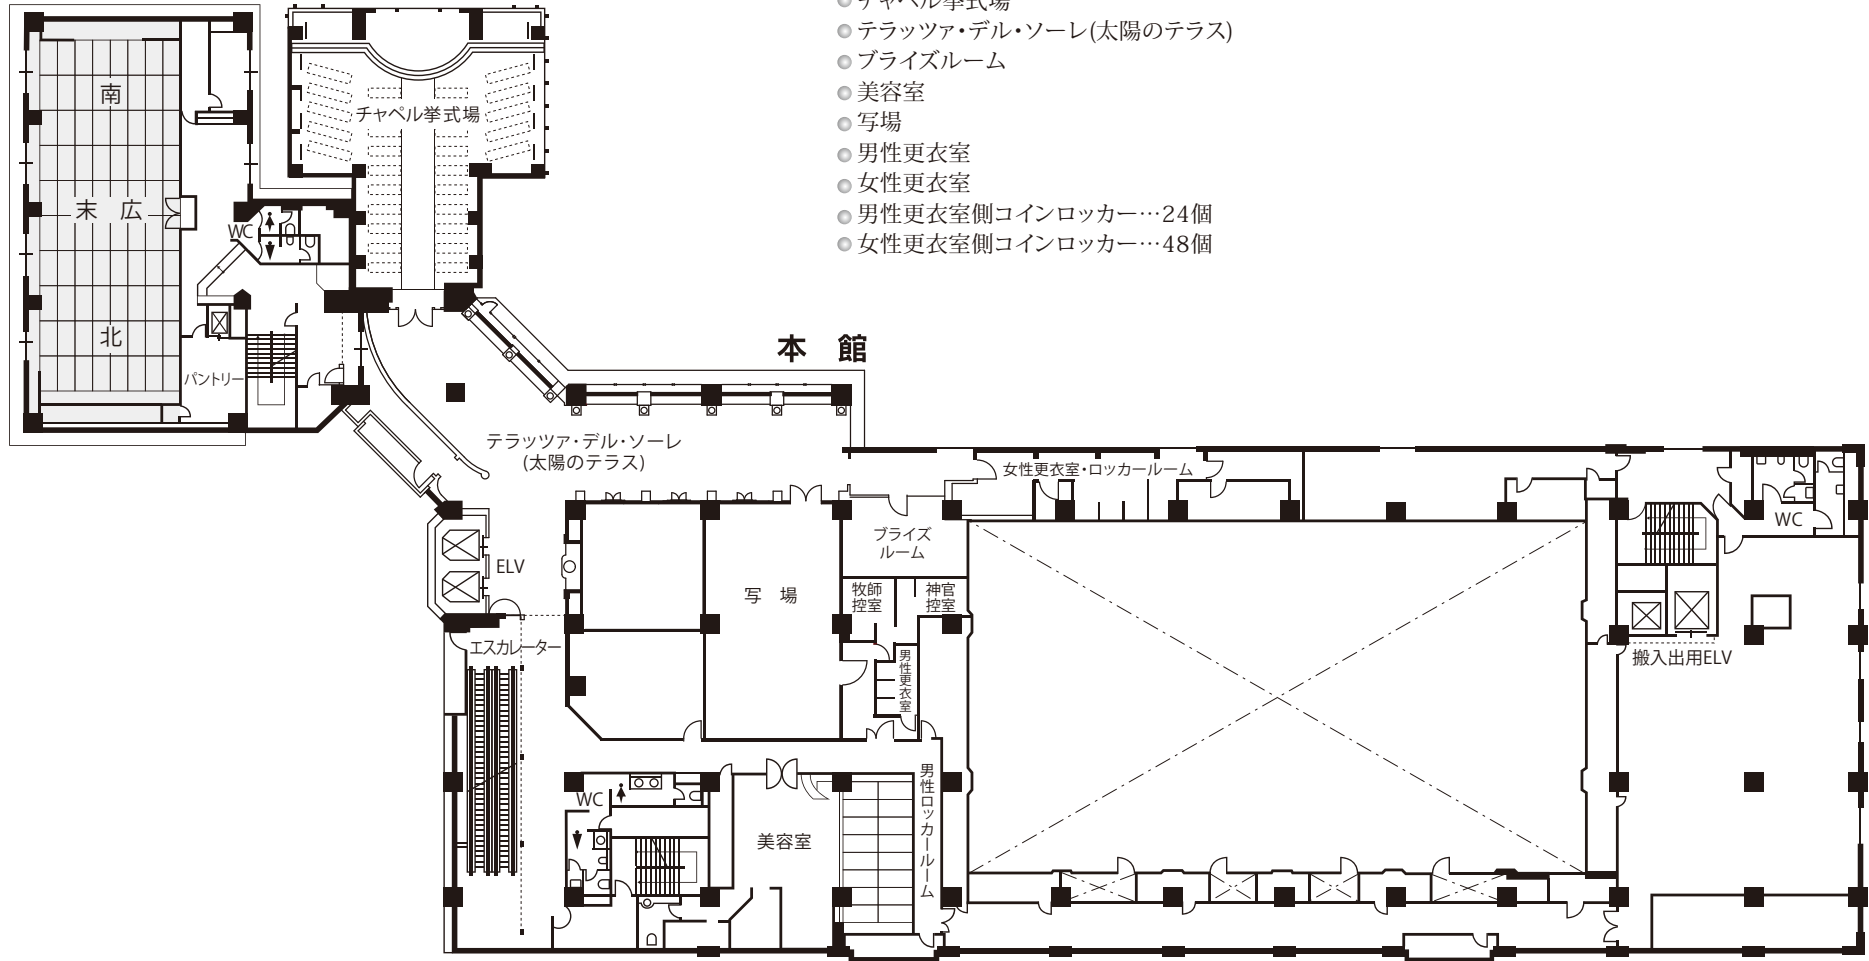 チャペル挙式場
テラッツァ・デル・ソーレ(太陽のテラス)
ブライズルーム
美容室
写場
男性更衣室
女性更衣室
男性更衣室側コインロッカー…24個
女性更衣室側コインロッカー…48個
南
末 広
北
WC
パントリー
チャペル挙式場
本 館
テラッツァ・デル・ソーレ
(太陽のテラス)
女性更衣室・ロッカールーム
ELV
エスカレーター
写 場
ブライズ
ルーム
牧師
控室
神官
控室
男性更衣室
WC
搬入出用ELV
WC
美容室
男性ロッカールーム